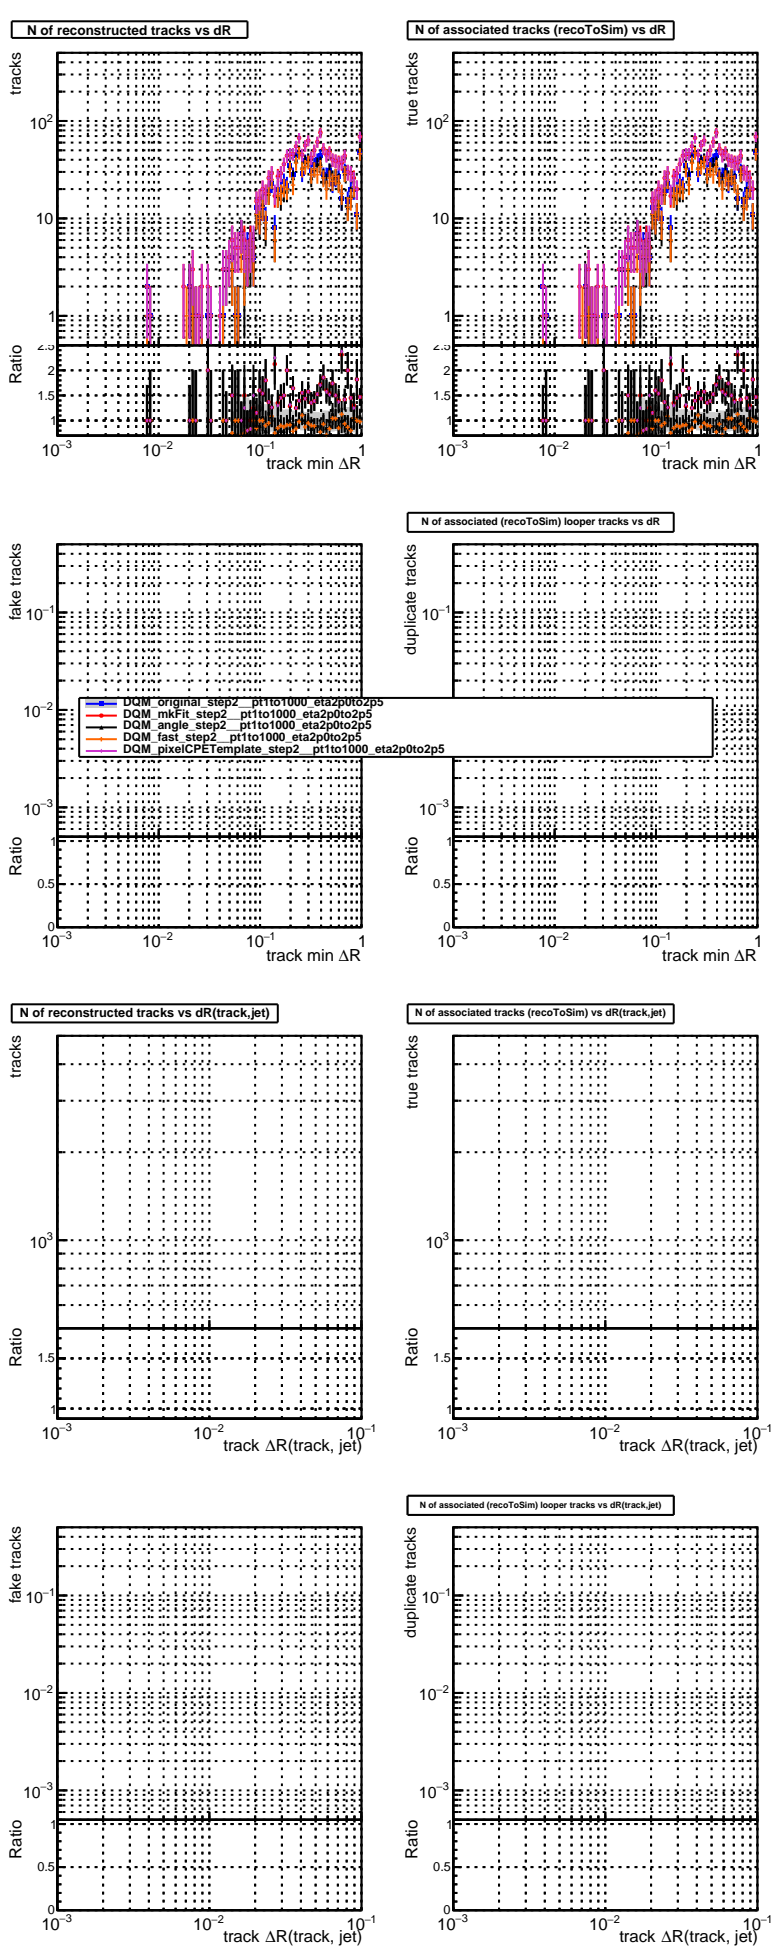 N of reconstructed tracks vs dR
tracks
10²
10
1
Ratio
2.5
2
1.5
1
10⁻³ 10⁻² 10⁻¹ 1
track min ΔR
N of associated tracks (recoToSim) vs dR
true tracks
10²
10
1
Ratio
2.5
2
1.5
1
10⁻³ 10⁻² 10⁻¹ 1
track min ΔR
fake tracks
10⁻¹
10⁻²
10⁻³
Ratio
1
0.5
0
10⁻³ 10⁻² 10⁻¹ 1
track min ΔR
N of associated (recoToSim) looper tracks vs dR
duplicate tracks
10⁻¹
10⁻²
10⁻³
Ratio
1
0.5
0
10⁻³ 10⁻² 10⁻¹ 1
track min ΔR
DQM_original_step2__pt1to1000_eta2p0to2p5
DQM_mkFit_step2__pt1to1000_eta2p0to2p5
DQM_angle_step2__pt1to1000_eta2p0to2p5
DQM_fast_step2__pt1to1000_eta2p0to2p5
DQM_pixelCPETemplate_step2__pt1to1000_eta2p0to2p5
N of reconstructed tracks vs dR(track,jet)
tracks
10³
Ratio
1.5
1
10⁻³ 10⁻² 10⁻¹
track ΔR(track, jet)
N of associated tracks (recoToSim) vs dR(track,jet)
true tracks
10³
Ratio
1.5
1
10⁻³ 10⁻² 10⁻¹
track ΔR(track, jet)
fake tracks
10⁻¹
10⁻²
10⁻³
Ratio
1
0.5
0
10⁻³ 10⁻² 10⁻¹
track ΔR(track, jet)
N of associated (recoToSim) looper tracks vs dR(track,jet)
duplicate tracks
10⁻¹
10⁻²
10⁻³
Ratio
1
0.5
0
10⁻³ 10⁻² 10⁻¹
track ΔR(track, jet)